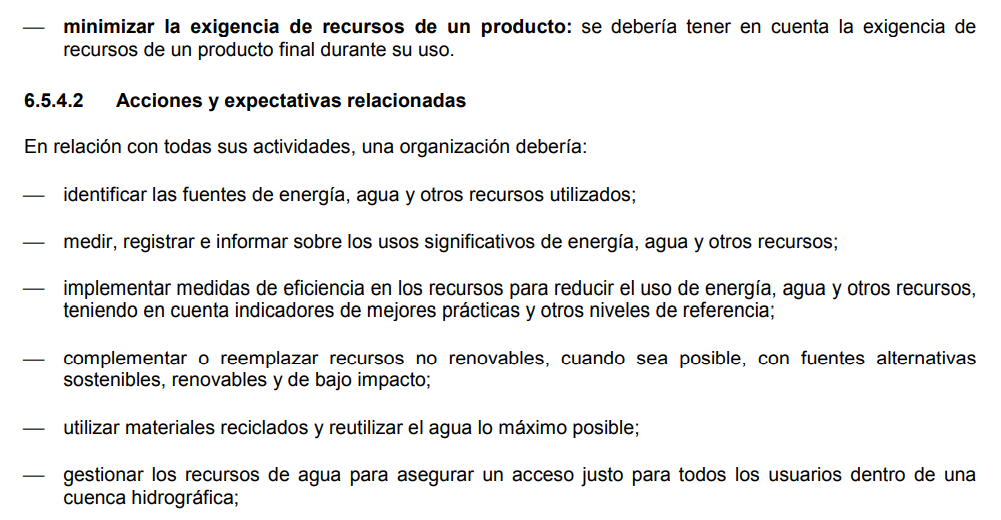 — minimizar la exigencia de recursos de un producto: se debería tener en cuenta la exigencia de
recursos de un producto final durante su uso.
6.5.4.2 Acciones y expectativas relacionadas
En relación con todas sus actividades, una organización debería:
— identificar las fuentes de energía, agua y otros recursos utilizados;
— medir, registrar e informar sobre los usos significativos de energía, agua y otros recursos;
— implementar medidas de eficiencia en los recursos para reducir el uso de energía, agua y otros recursos,
teniendo en cuenta indicadores de mejores prácticas y otros niveles de referencia;
— complementar o reemplazar recursos no renovables, cuando sea posible, con fuentes alternativas
sostenibles, renovables y de bajo impacto;
— utilizar materiales reciclados y reutilizar el agua lo máximo posible;
— gestionar los recursos de agua para asegurar un acceso justo para todos los usuarios dentro de una
cuenca hidrográfica;